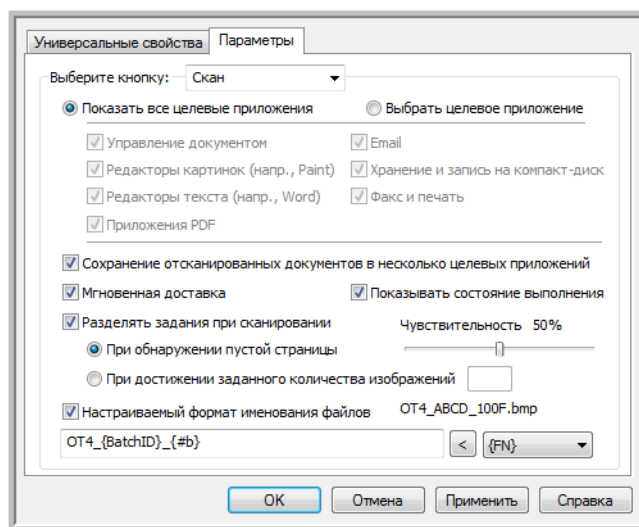 Универсальные свойства Параметры
Выберите кнопку: Скан
Показать все целевые приложения Выбрать целевое приложение
Управление документом Email
Редакторы картинок (напр., Paint) Хранение и запись на компакт-диск
Редакторы текста (напр., Word) Факс и печать
Приложения PDF
Сохранение отсканированных документов в несколько целевых приложений
Мгновенная доставка Показывать состояние выполнения
Разделять задания при сканировании Чувствительность 50%
При обнаружении пустой страницы
При достижении заданного количества изображений
Настраиваемый формат именования файлов OT4_ABCD_100F.bmp
OT4_{BatchID}_{#b} < {FN}
OK Отмена Применить Справка